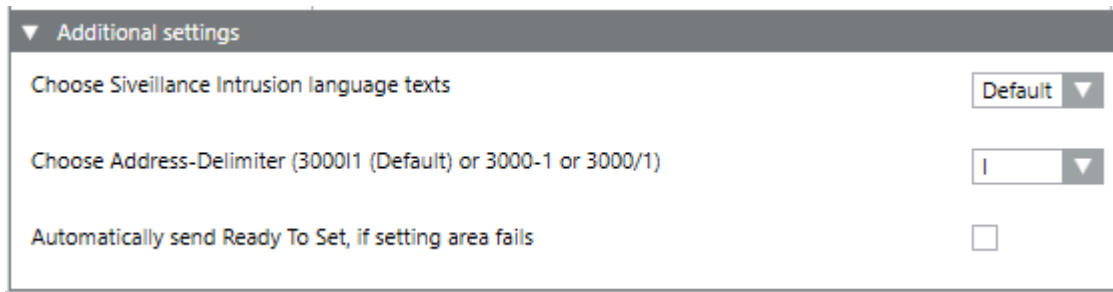 Additional settings
Choose Siveillance Intrusion language texts
Default
Choose Address-Delimiter (3000I1 (Default) or 3000-1 or 3000/1)
I
Automatically send Ready To Set, if setting area fails